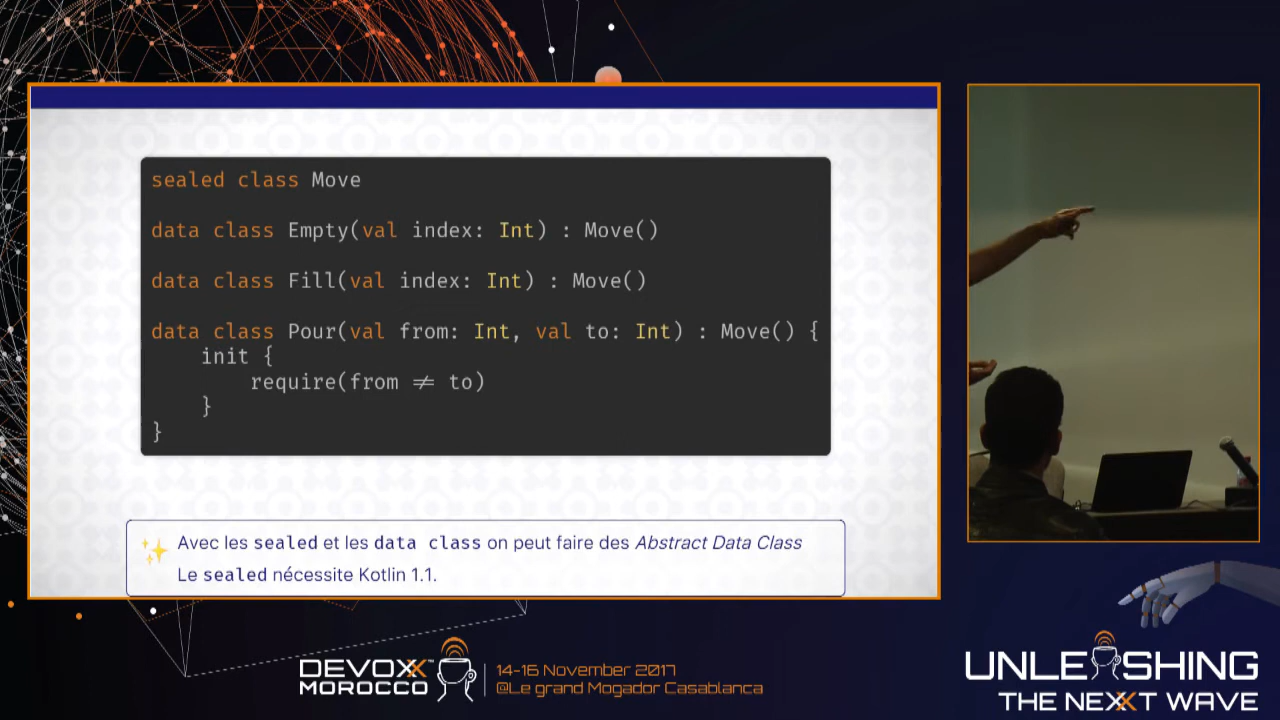 sealed class Move
data class Empty(val index: Int) : Move()
data class Fill(val index: Int) : Move()
data class Pour(val from: Int, val to: Int) : Move() {
init {
require(from ≠ to)
}
}
Avec les sealed et les data class on peut faire des Abstract Data Class
Le sealed nécessite Kotlin 1.1.
DEVOXX™
MOROCCO
14-16 November 2017
@Le grand Mogador Casablanca
UNLEASHING
THE NEXXT WAVE